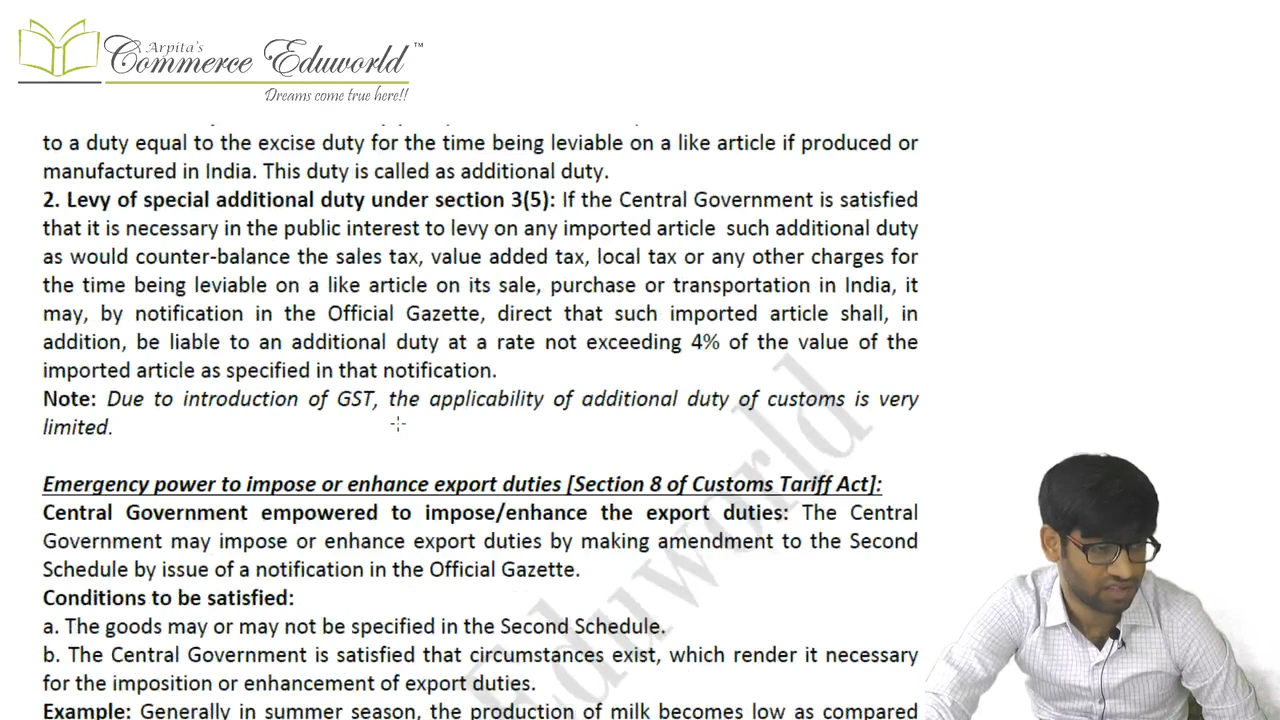 Arpita's
Commerce Eduworld™
Dreams come true here!!
to a duty equal to the excise duty for the time being leviable on a like article if produced or
manufactured in India. This duty is called as additional duty.
2. Levy of special additional duty under section 3(5): If the Central Government is satisfied
that it is necessary in the public interest to levy on any imported article such additional duty
as would counter-balance the sales tax, value added tax, local tax or any other charges for
the time being leviable on a like article on its sale, purchase or transportation in India, it
may, by notification in the Official Gazette, direct that such imported article shall, in
addition, be liable to an additional duty at a rate not exceeding 4% of the value of the
imported article as specified in that notification.
Note: Due to introduction of GST, the applicability of additional duty of customs is very
limited.
Emergency power to impose or enhance export duties [Section 8 of Customs Tariff Act]:
Central Government empowered to impose/enhance the export duties: The Central
Government may impose or enhance export duties by making amendment to the Second
Schedule by issue of a notification in the Official Gazette.
Conditions to be satisfied:
a. The goods may or may not be specified in the Second Schedule.
b. The Central Government is satisfied that circumstances exist, which render it necessary
for the imposition or enhancement of export duties.
Example: Generally in summer season, the production of milk becomes low as compared
Eduworld